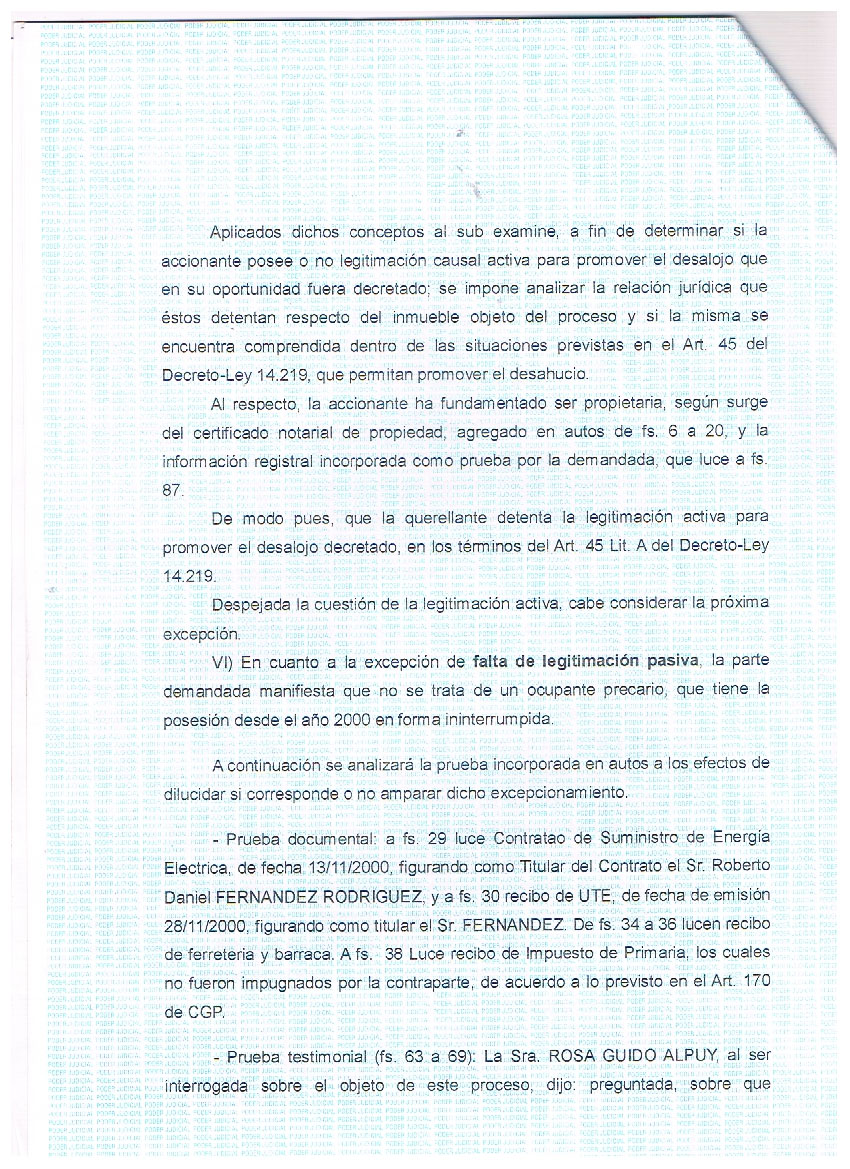 Aplicados dichos conceptos al sub examine, a fin de determinar si la
accionante posee o no legitimación causal activa para promover el desalojo que
en su oportunidad fuera decretado; se impone analizar la relación jurídica que
éstos detentan respecto del inmueble objeto del proceso y si la misma se
encuentra comprendida dentro de las situaciones previstas en el Art. 45 del
Decreto-Ley 14.219, que permitan promover el desahucio.
Al respecto, la accionante ha fundamentado ser propietaria, según surge
del certificado notarial de propiedad, agregado en autos de fs. 6 a 20, y la
información registral incorporada como prueba por la demandada, que luce a fs.
87.
De modo pues, que la querellante detenta la legitimación activa para
promover el desalojo decretado, en los términos del Art. 45 Lit. A del Decreto-Ley
14.219.
Despejada la cuestión de la legitimación activa, cabe considerar la próxima
excepción.
VI) En cuanto a la excepción de falta de legitimación pasiva, la parte
demandada manifiesta que no se trata de un ocupante precario, que tiene la
posesión desde el año 2000 en forma ininterrumpida.
A continuación se analizará la prueba incorporada en autos a los efectos de
dilucidar si corresponde o no amparar dicho excepcionamiento.
- Prueba documental: a fs. 29 luce Contratao de Suministro de Energía
Electrica, de fecha 13/11/2000, figurando como Titular del Contrato el Sr. Roberto
Daniel FERNANDEZ RODRIGUEZ, y a fs. 30 recibo de UTE, de fecha de emisión
28/11/2000, figurando como titular el Sr. FERNANDEZ. De fs. 34 a 36 lucen recibo
de ferreteria y barraca. A fs. 38 Luce recibo de Impuesto de Primaria, los cuales
no fueron impugnados por la contraparte, de acuerdo a lo previsto en el Art. 170
de CGP.
- Prueba testimonial (fs. 63 a 69): La Sra. ROSA GUIDO ALPUY, al ser
interrogada sobre el objeto de este proceso, dijo: preguntada, sobre que